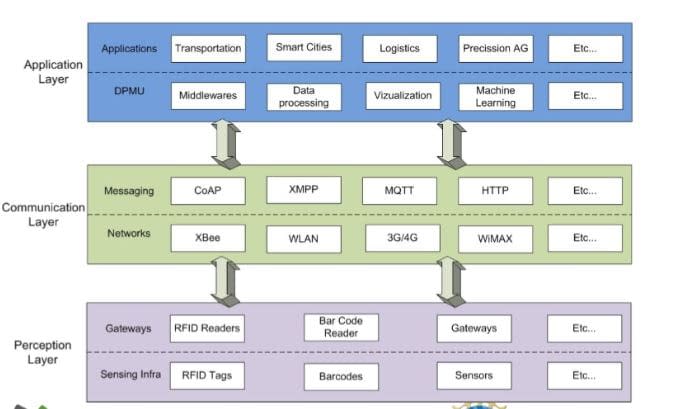 Application
Layer
Applications
Transportation
Smart Cities
Logistics
Precission AG
Etc...
DPMU
Middlewares
Data
processing
Vizualization
Machine
Learning
Etc...
Communication
Layer
Messaging
CoAP
XMPP
MQTT
HTTP
Etc...
Networks
XBee
WLAN
3G/4G
WiMAX
Etc...
Perception
Layer
Gateways
RFID Readers
Bar Code
Reader
Gateways
Etc...
Sensing Infra
RFID Tags
Barcodes
Sensors
Etc...